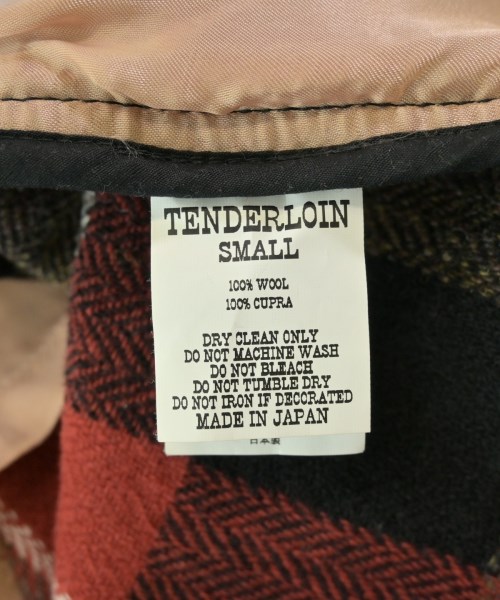 TENDERLOIN
SMALL
100% WOOL
100% CUPRA
DRY CLEAN ONLY
DO NOT MACHINE WASH
DO NOT BLEACH
DO NOT TUMBLE DRY
DO NOT IRON IF DECORATED
MADE IN JAPAN
日本製